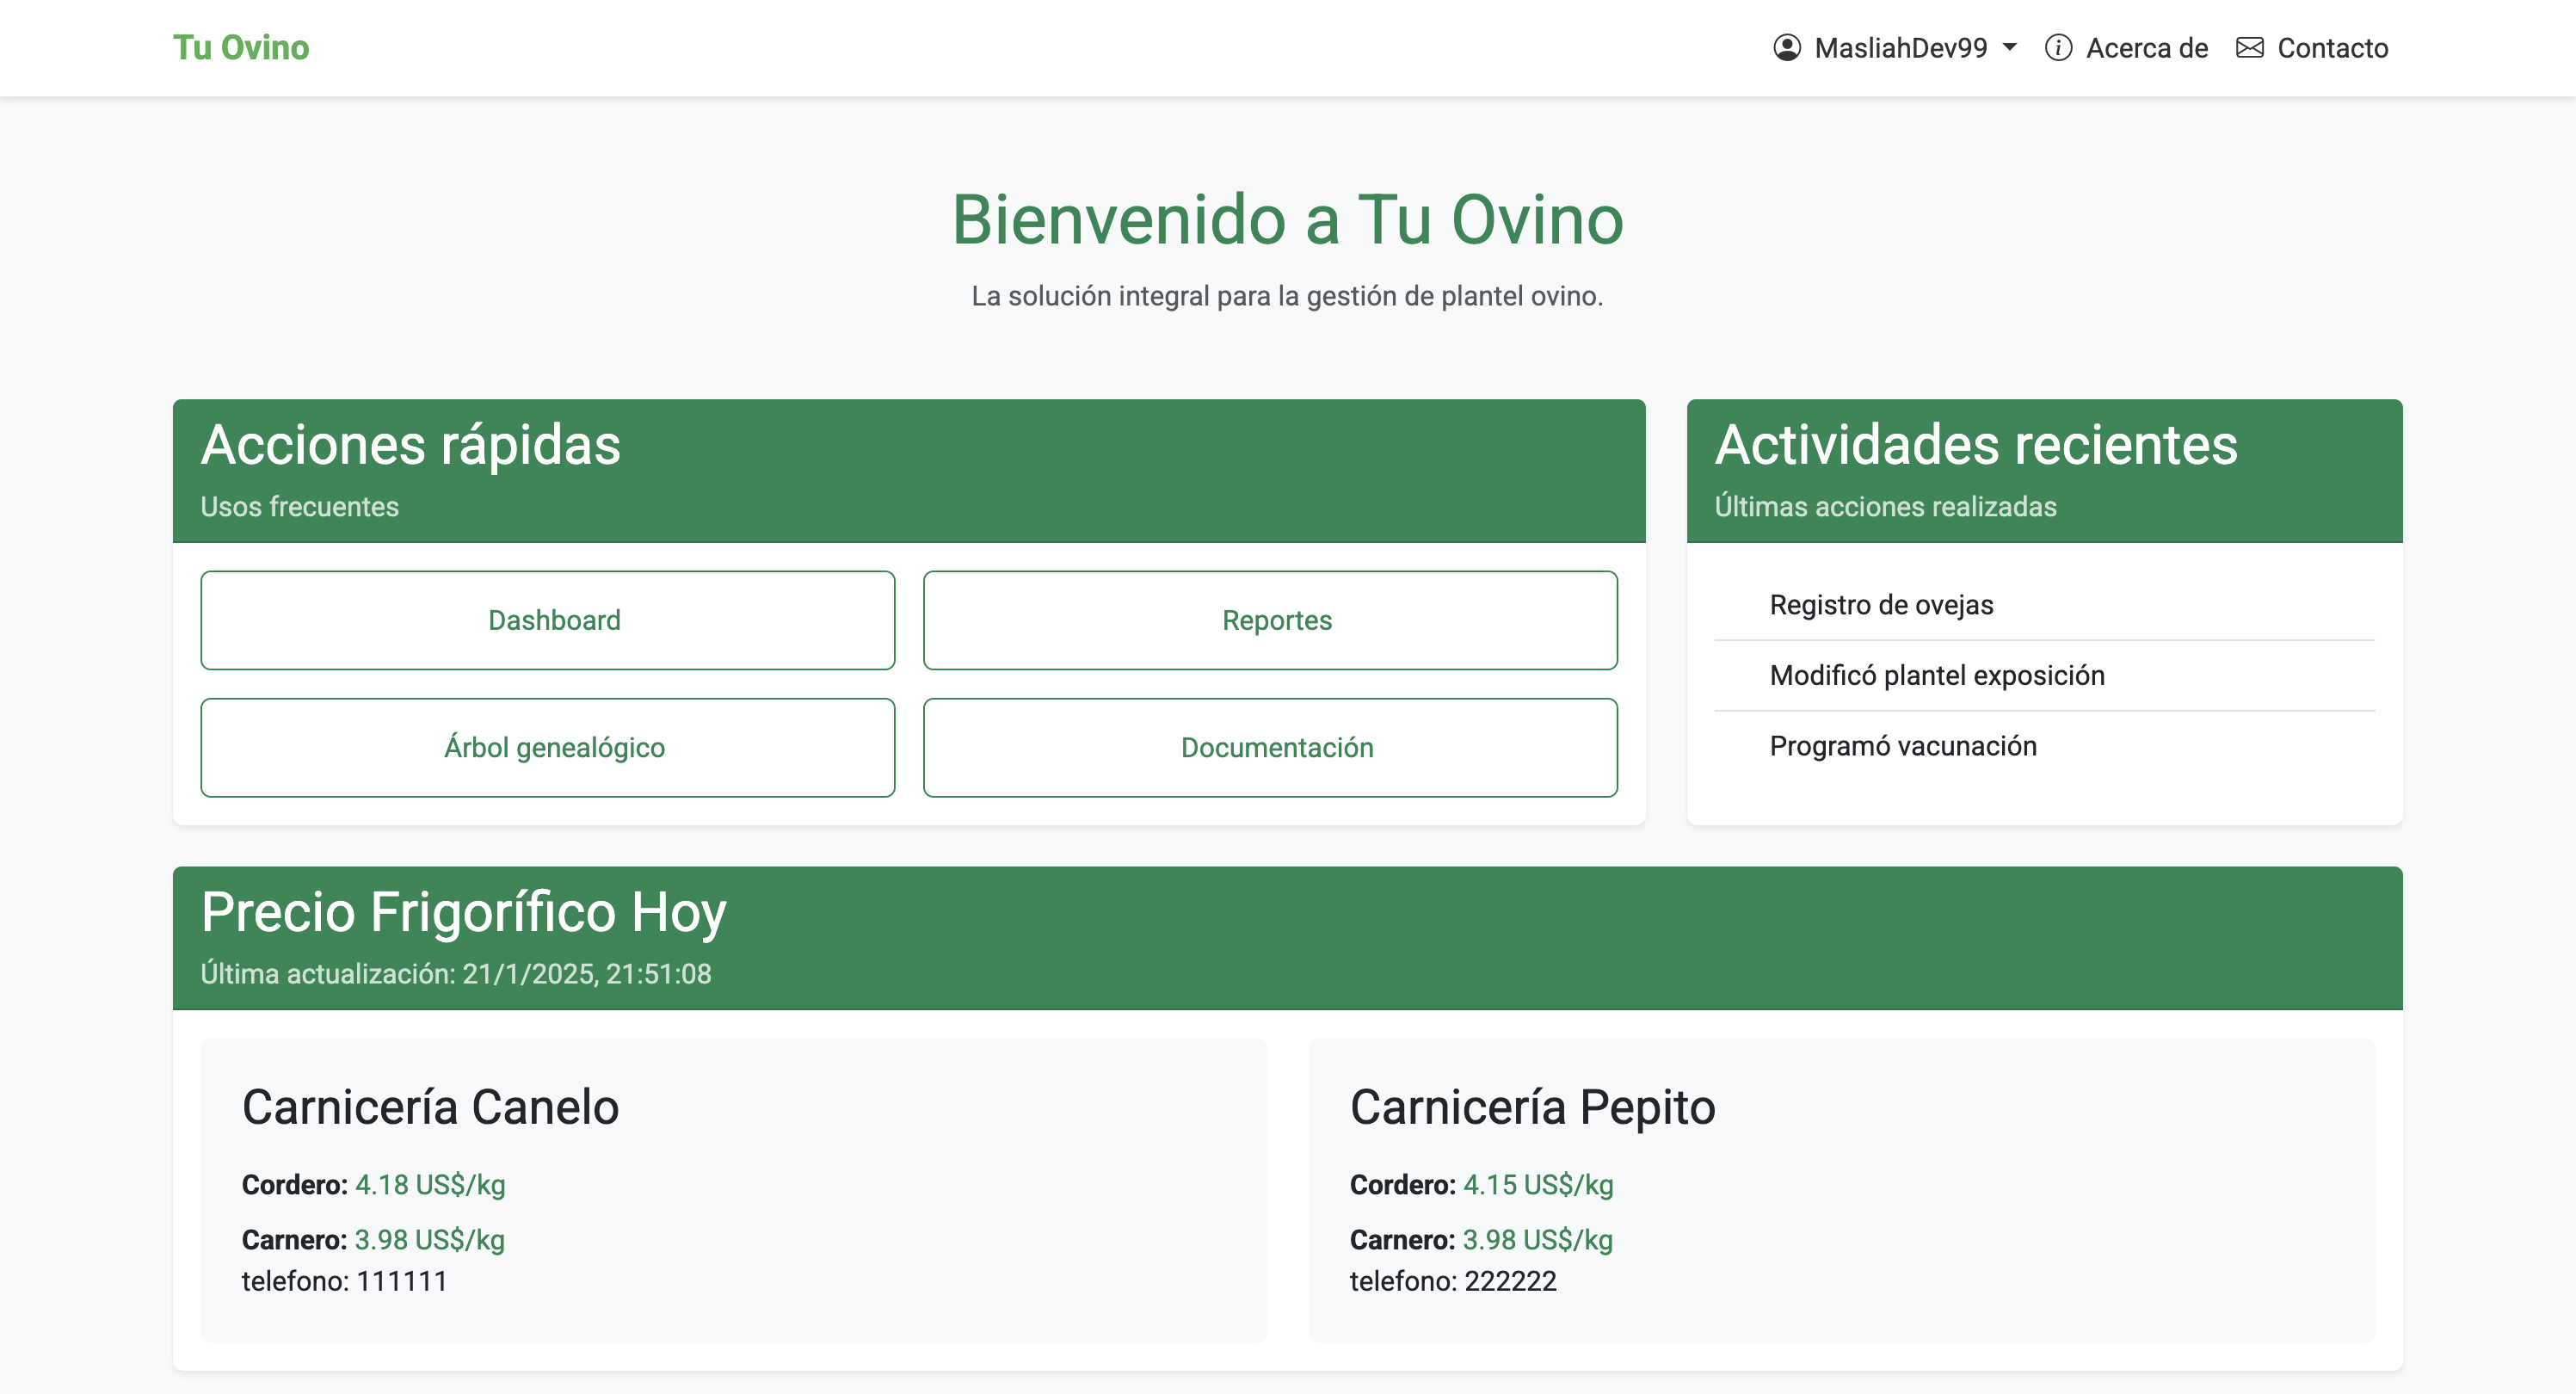 Tu Ovino
MasliahDev99
Acerca de
Contacto
Bienvenido a Tu Ovino
La solución integral para la gestión de plantel ovino.
Acciones rápidas
Usos frecuentes
Dashboard
Reportes
Árbol genealógico
Documentación
Actividades recientes
Últimas acciones realizadas
Registro de ovejas
Modificó plantel exposición
Programó vacunación
Precio Frigorífico Hoy
Última actualización: 21/1/2025, 21:51:08
Carnicería Canelo
Cordero: 4.18 US$/kg
Carnero: 3.98 US$/kg
telefono: 111111
Carnicería Pepito
Cordero: 4.15 US$/kg
Carnero: 3.98 US$/kg
telefono: 222222